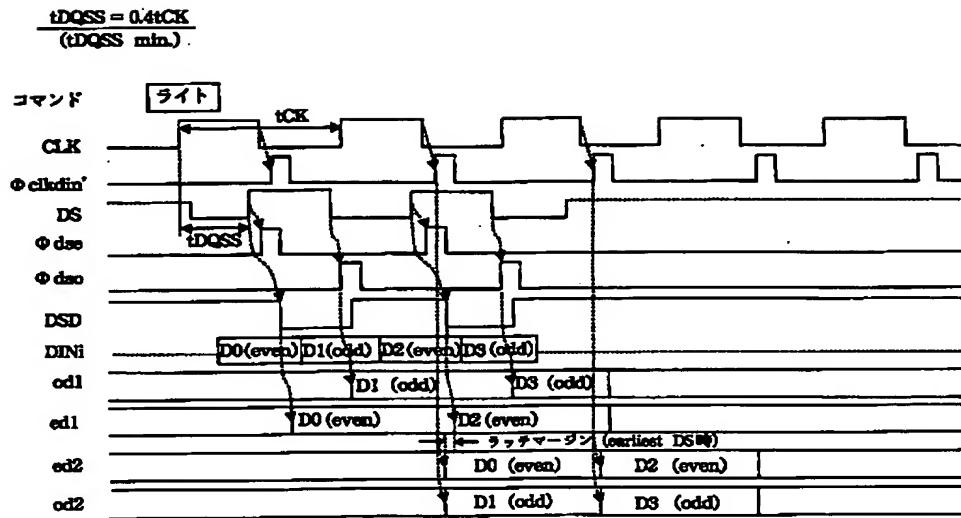 tDQSS = 0.4tCK
(tDQSS min.)
コマンド
ライト
tCK
CLK
Φclkdin'
DS
tDQSS
Φdse
Φdso
DSD
DINi
D0(even) D1(odd) D2(even) D3(odd)
od1
D1 (odd) D3 (odd)
ed1
D0 (even) D2 (even)
ラッチマージン (earliest DS時)
ed2
D0 (even) D2 (even)
od2
D1 (odd) D3 (odd)